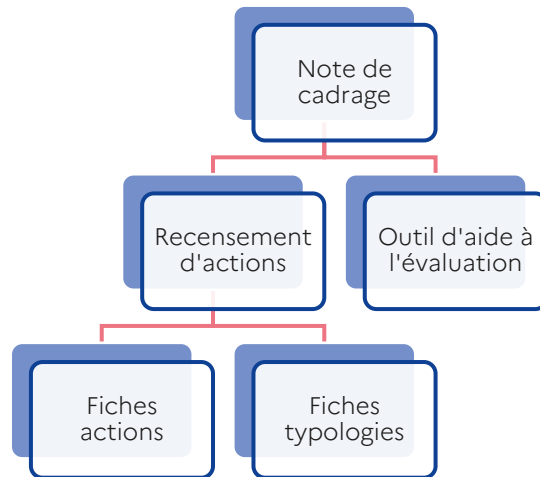 Note de
cadrage
Recensement
d'actions
Outil d'aide à
l'évaluation
Fiches
actions
Fiches
typologies